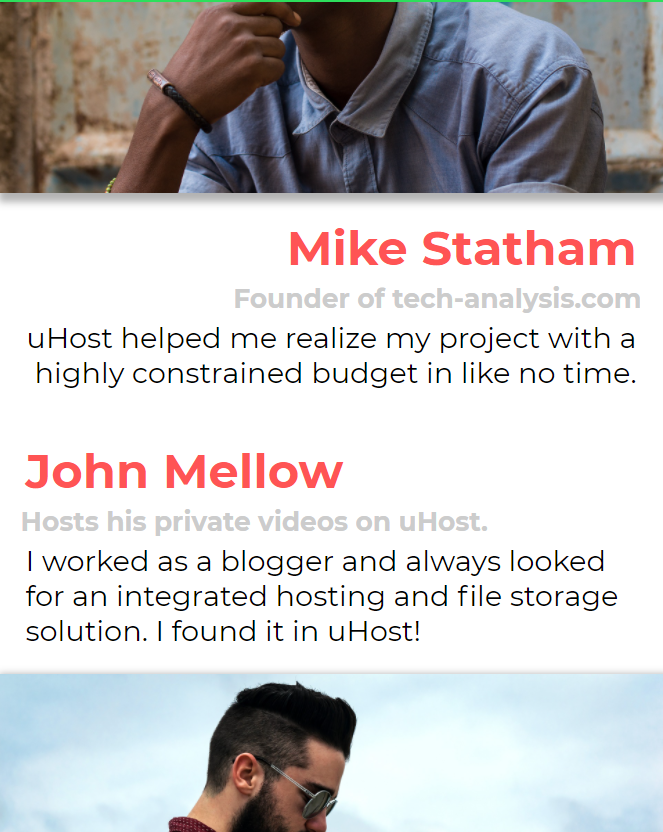 Mike Statham
Founder of tech-analysis.com
uHost helped me realize my project with a
highly constrained budget in like no time.
John Mellow
Hosts his private videos on uHost.
I worked as a blogger and always looked
for an integrated hosting and file storage
solution. I found it in uHost!